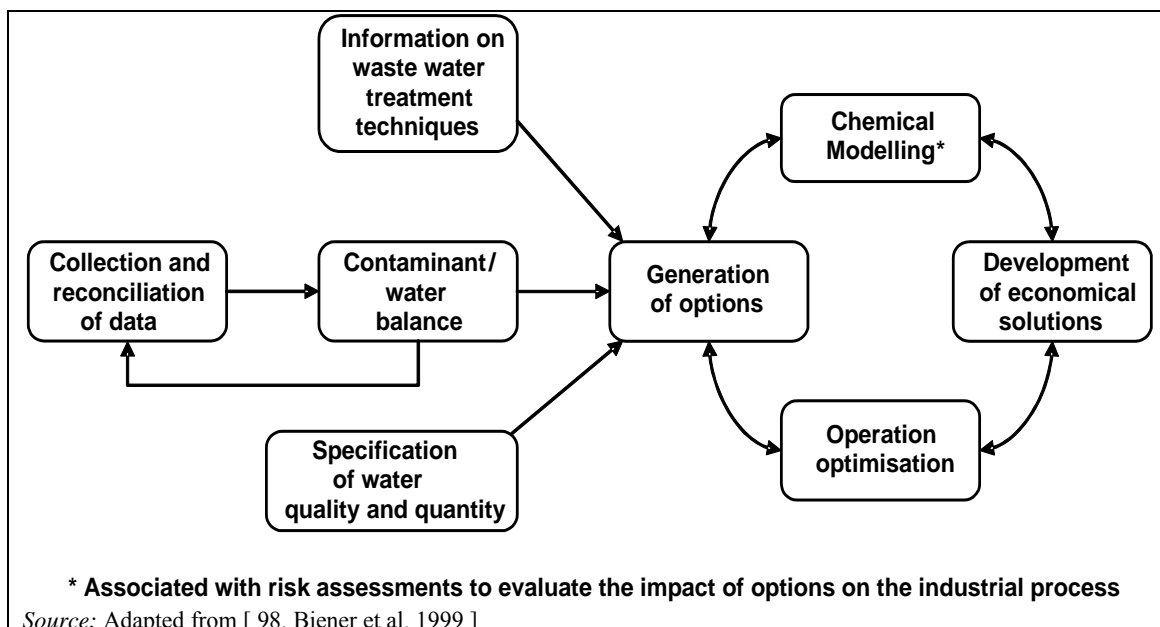 Information on
waste water
treatment
techniques
Chemical
Modelling*
Collection and
reconciliation
of data
Contaminant/
water
balance
Generation
of options
Development
of economical
solutions
Specification
of water
quality and quantity
Operation
optimisation
* Associated with risk assessments to evaluate the impact of options on the industrial process
Source: Adapted from [ 98, Biener et al. 1999 ]